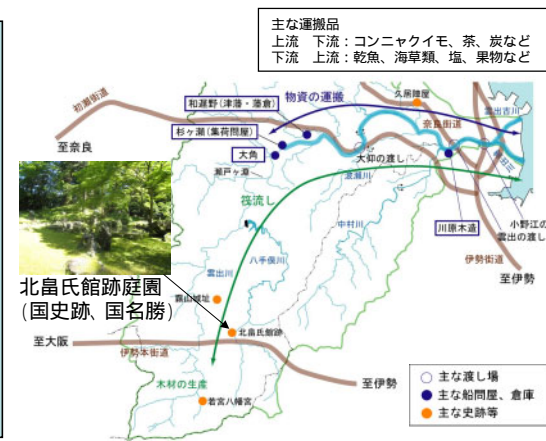 主な運搬品
上流　下流：コンニャクイモ、茶、炭など
下流　上流：乾魚、海草類、塩、果物など
久居陣屋
初瀬街道
和遅野（津藩・藤倉）
物資の運搬
雲出古川
杉ヶ瀬（集荷問屋）
奈良街道
至奈良
大角
大仰の渡し
瀬戸ヶ淵
波瀬川
筏流し
中村川
川原木造
小野江の
雲出の渡し
伊勢街道
至伊勢
八手俣川
雲出川
北畠氏館跡庭園
（国史跡、国名勝）
霧山城址
北畠氏館跡
至大阪
伊勢本街道
至伊勢
木材の生産
若宮八幡宮
主な渡し場
主な船問屋、倉庫
主な史跡等